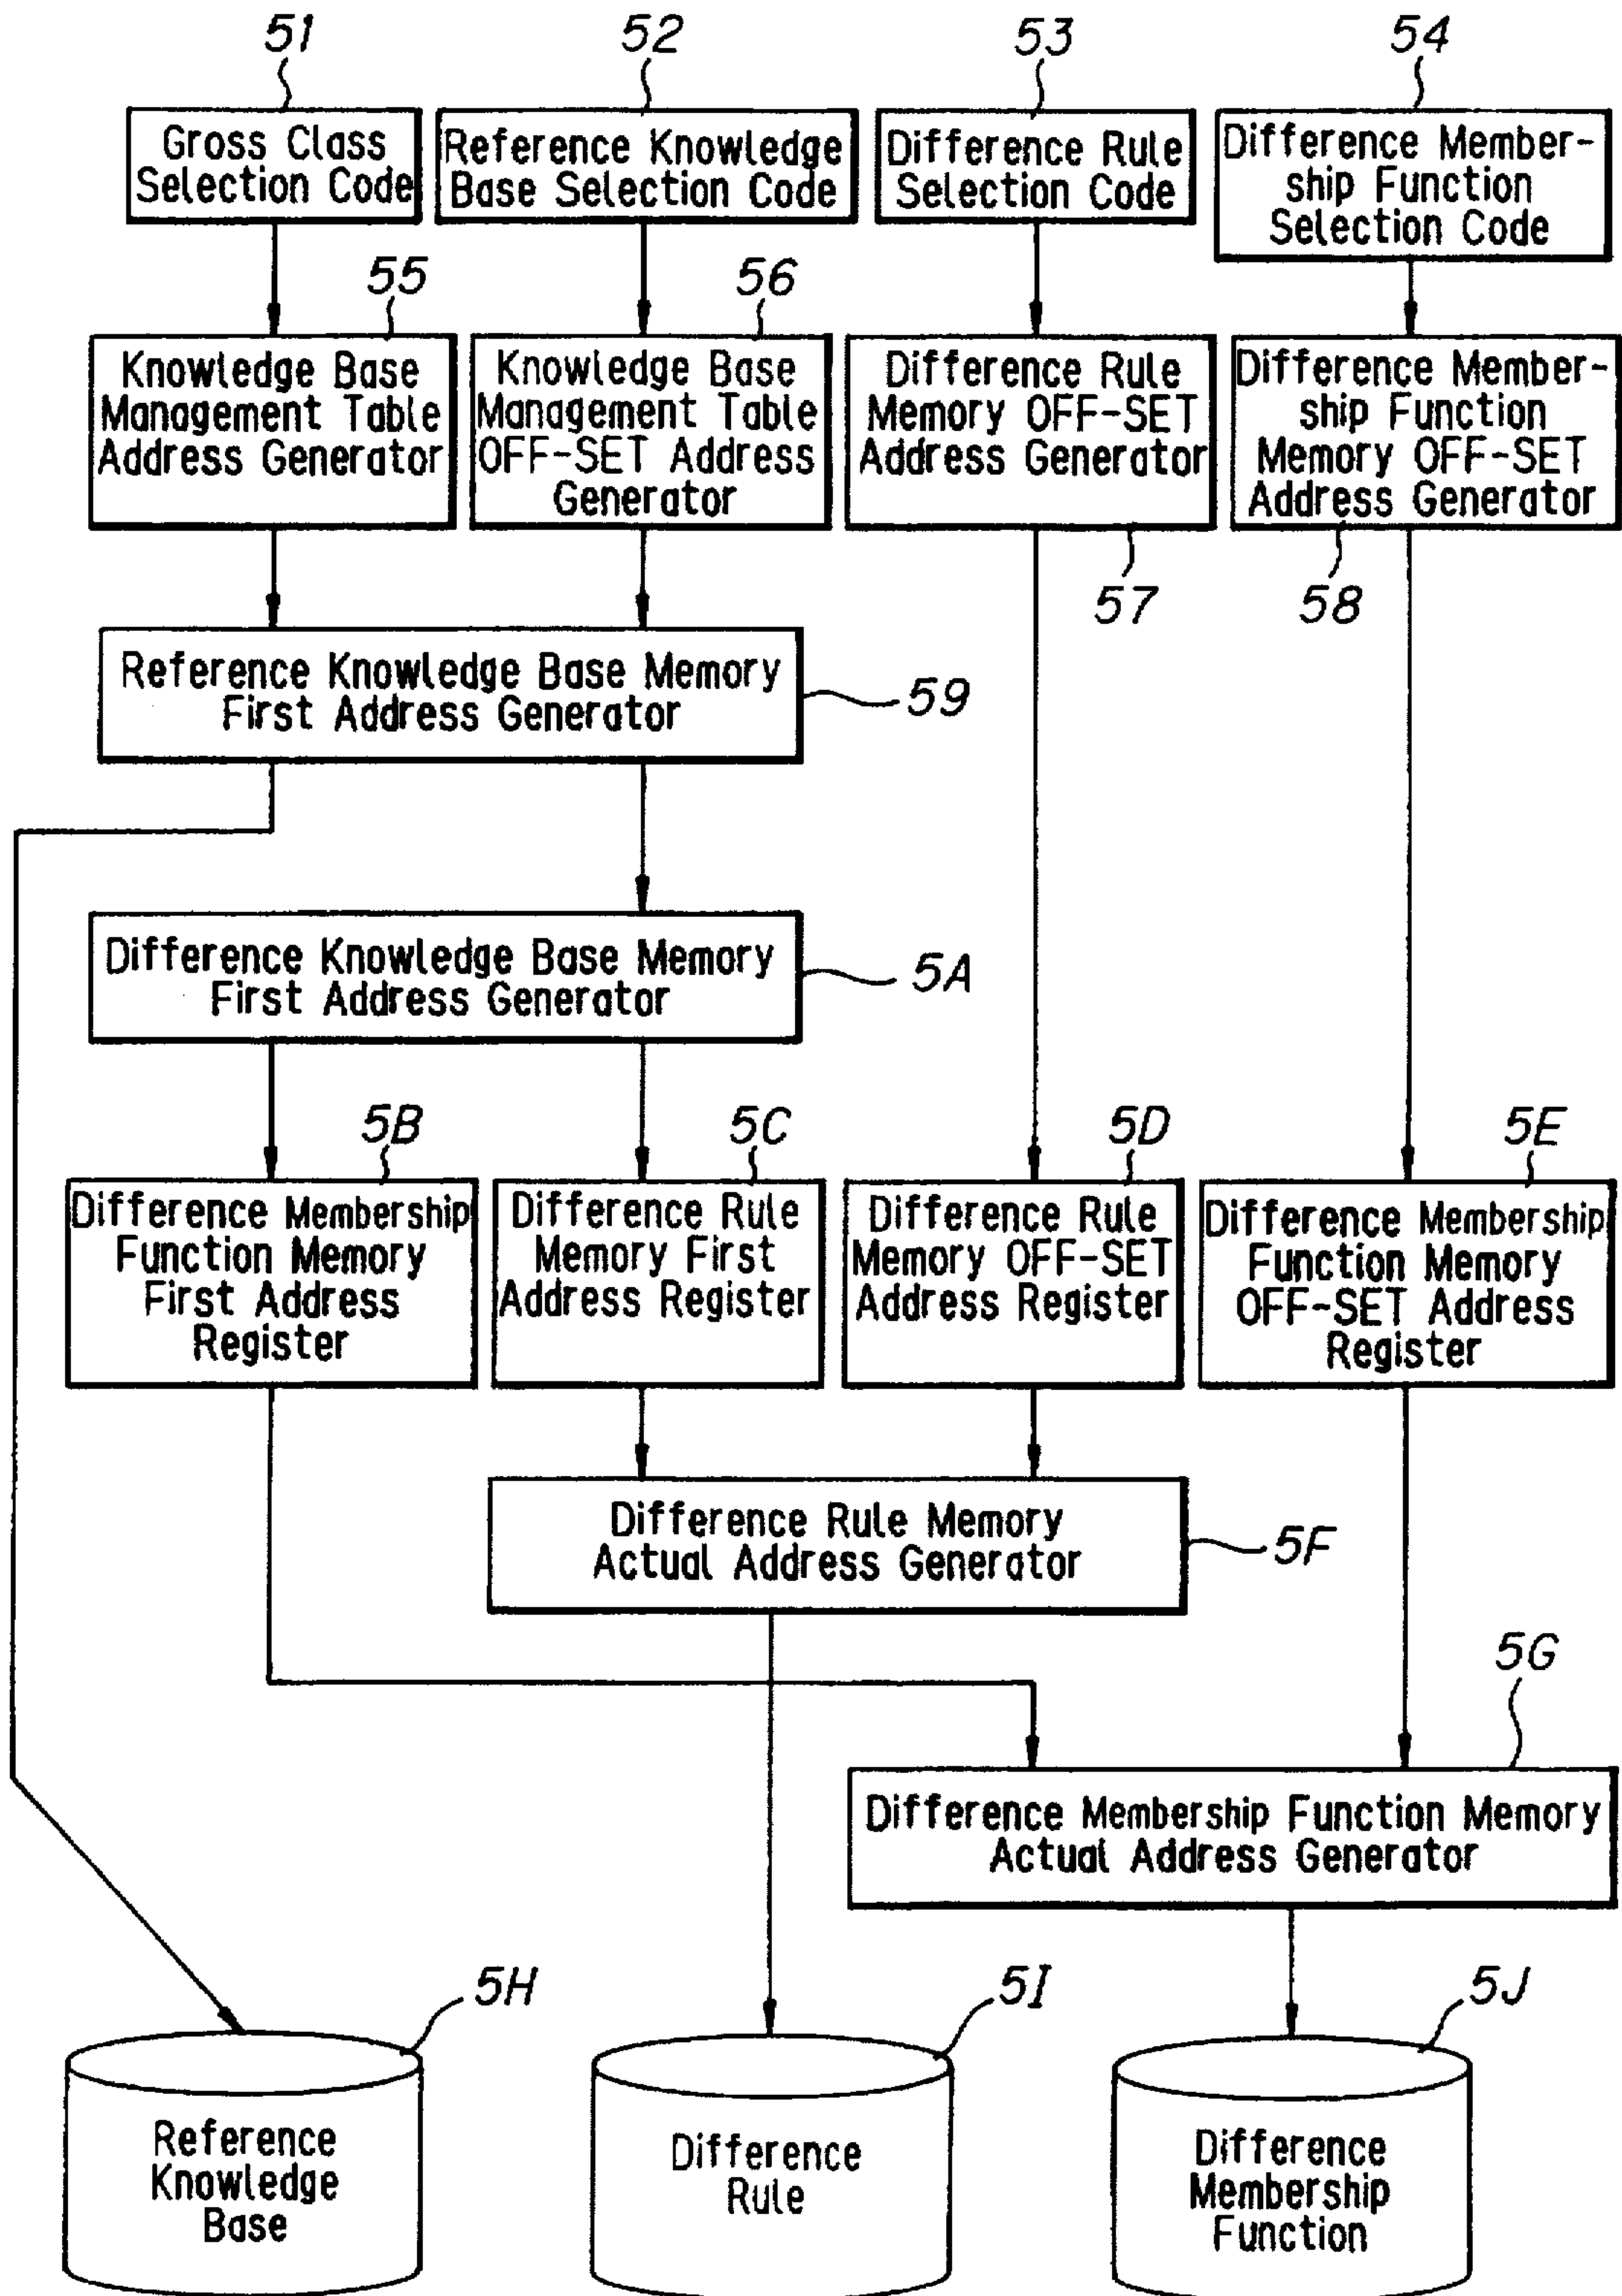 51
52
53
54
Gross Class
Selection Code
Reference Knowledge
Base Selection Code
Difference Rule
Selection Code
Difference Member-
ship Function
Selection Code
55
56
Knowledge Base
Management Table
Address Generator
Knowledge Base
Management Table
OFF-SET Address
Generator
Difference Rule
Memory OFF-SET
Address Generator
Difference Member-
ship Function
Memory OFF-SET
Address Generator
57
58
Reference Knowledge Base Memory
First Address Generator
59
Difference Knowledge Base Memory
First Address Generator
5A
5B
5C
5D
5E
Difference Membership
Function Memory
First Address
Register
Difference Rule
Memory First
Address Register
Difference Rule
Memory OFF-SET
Address Register
Difference Membership
Function Memory
OFF-SET Address
Register
Difference Rule Memory
Actual Address Generator
5F
5G
Difference Membership Function Memory
Actual Address Generator
5H
5I
5J
Reference
Knowledge
Base
Difference
Rule
Difference
Membership
Function